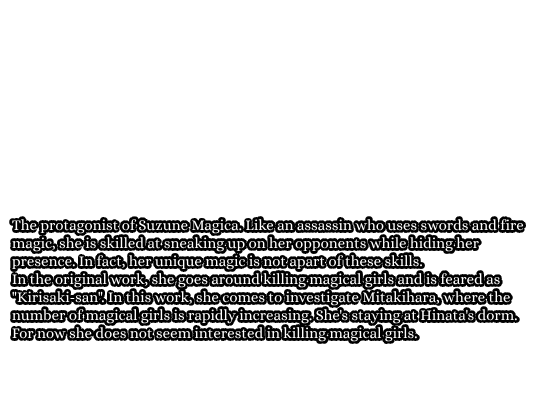 The protagonist of Suzune Magica. Like an assassin who uses swords and fire
magic, she is skilled at sneaking up on her opponents while hiding her
presence. In fact, her unique magic is not apart of these skills.
In the original work, she goes around killing magical girls and is feared as
"Kirisaki-san". In this work, she comes to investigate Mitakihara, where the
number of magical girls is rapidly increasing. She's staying at Hinata's dorm.
For now she does not seem interested in killing magical girls.